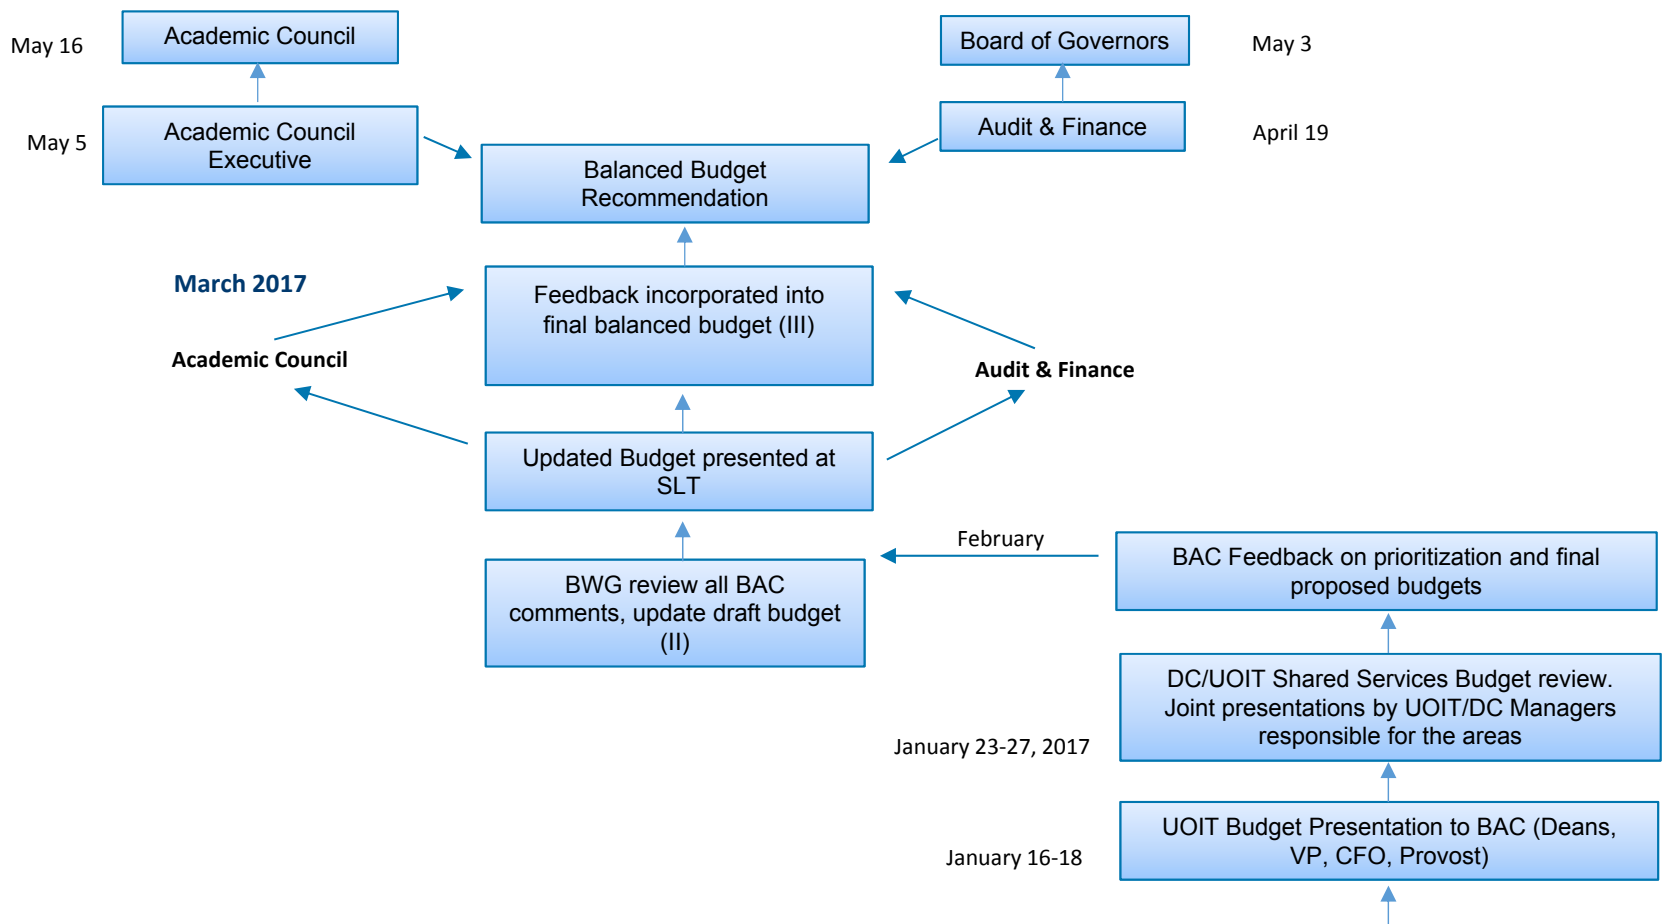 May 16
Academic Council
Board of Governors
May 3
May 5
Academic Council
Executive
Audit & Finance
April 19
Balanced Budget
Recommendation
March 2017
Feedback incorporated into
final balanced budget (III)
Academic Council
Audit & Finance
Updated Budget presented at
SLT
February
BWG review all BAC
comments, update draft budget
(II)
BAC Feedback on prioritization and final
proposed budgets
DC/UOIT Shared Services Budget review.
Joint presentations by UOIT/DC Managers
responsible for the areas
January 23-27, 2017
UOIT Budget Presentation to BAC (Deans,
VP, CFO, Provost)
January 16-18